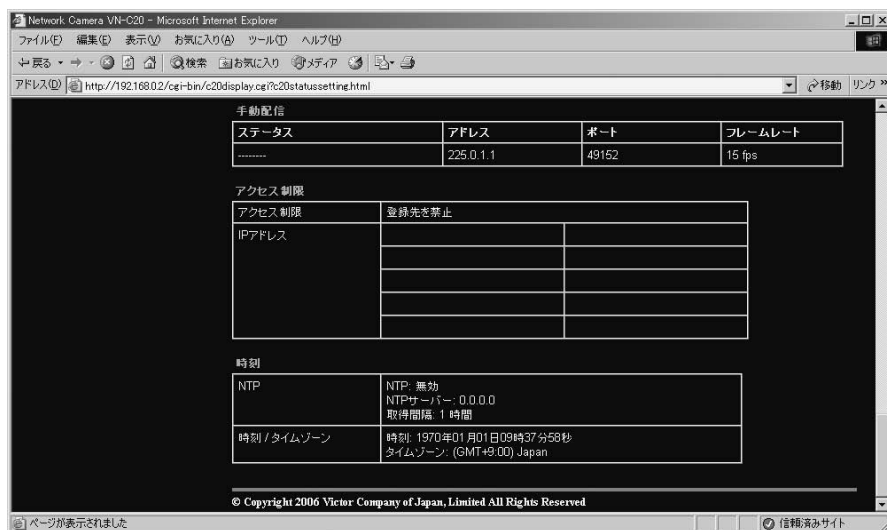 Network Camera VN-C20 - Microsoft Internet Explorer
ファイル(F) 編集(E) 表示(V) お気に入り(A) ツール(T) ヘルプ(H)
戻る 検索 お気に入り メディア
アドレス(D) http://192.168.0.2/cgi-bin/c20display.cgi?c20statussetting.html 移動 リンク »
手動配信
ステータス アドレス ポート フレームレート
-------- 225.0.1.1 49152 15 fps
アクセス制限
アクセス制限 登録先を禁止
IPアドレス
時刻
NTP NTP: 無効
NTPサーバー: 0.0.0.0
取得間隔: 1 時間
時刻 / タイムゾーン 時刻: 1970年01月01日09時37分58秒
タイムゾーン: (GMT+9:00) Japan
© Copyright 2006 Victor Company of Japan, Limited All Rights Reserved
ページが表示されました 信頼済みサイト